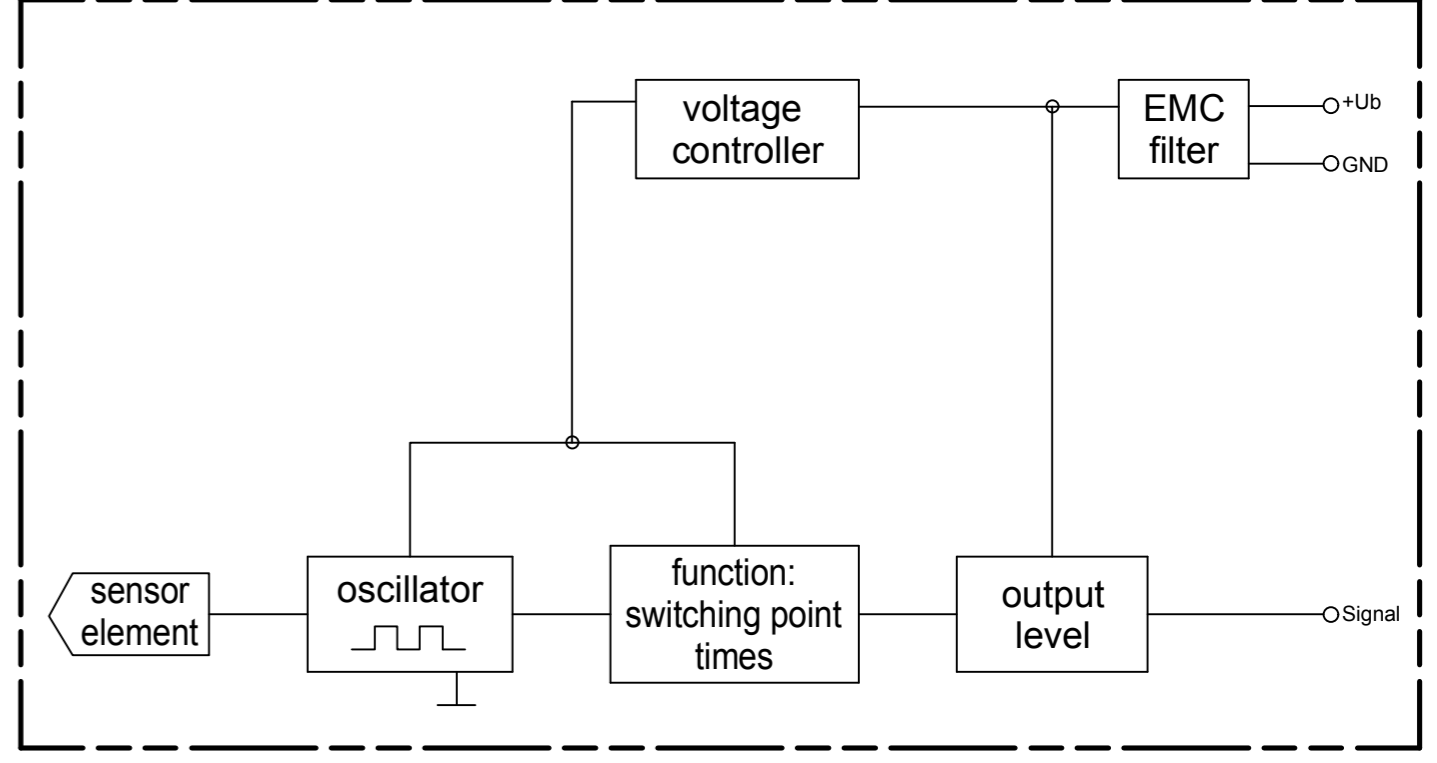 voltage
controller
EMC
filter
+Ub
GND
sensor
element
oscillator
function:
switching point
times
output
level
Signal